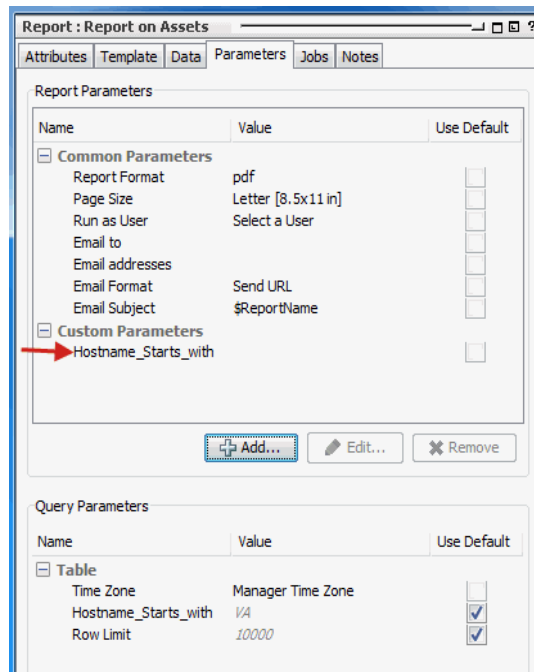 Report : Report on Assets ?
Attributes Template Data Parameters Jobs Notes
Report Parameters
Name Value Use Default
Common Parameters
Report Format pdf
Page Size Letter [8.5x11 in]
Run as User Select a User
Email to
Email addresses
Email Format Send URL
Email Subject $ReportName
Custom Parameters
Hostname_Starts_with
Add... Edit... Remove
Query Parameters
Name Value Use Default
Table
Time Zone Manager Time Zone
Hostname_Starts_with VA
Row Limit 10000